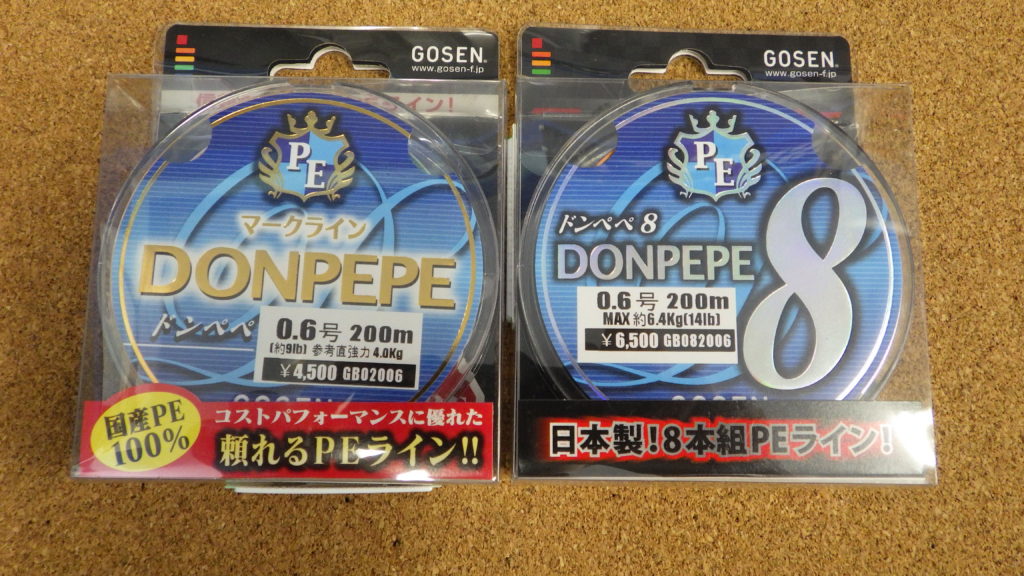 GOSEN
www.gosen-f.jp
PE
マークライン
DONPEPE
ドンペペ
0.6号 200m
(約9lb) 参考直強力 4.0Kg
¥4,500 GB02006
国産PE
100%
コストパフォーマンスに優れた
頼れるPEライン!!
GOSEN
www.gosen-f.jp
PE
ドンペペ8
DONPEPE
8
0.6号 200m
MAX 約6.4Kg(14lb)
¥6,500 GB082006
日本製!8本組PEライン!